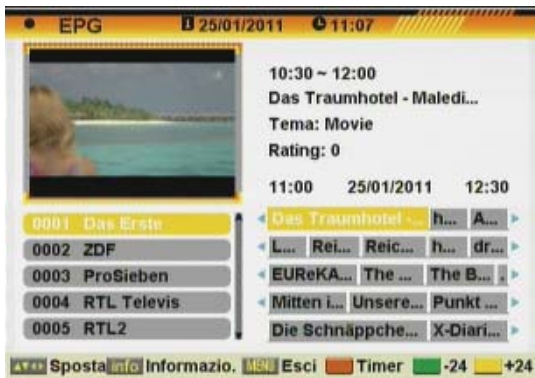 EPG 25/01/2011 11:07
10:30 ~ 12:00
Das Traumhotel - Maledi...
Tema: Movie
Rating: 0
11:00 25/01/2011 12:30
0001 Das Erste
0002 ZDF
0003 ProSieben
0004 RTL Televis
0005 RTL2
Das Traumhotel -... h... A...
L... Rei... Reic... h... dr...
EUReKA... The ... The B... .
Mitten i... Unsere... Punkt ...
Die Schnäppche... X-Diari...
Sposta info Informazio. MENU Esci Timer -24 +24